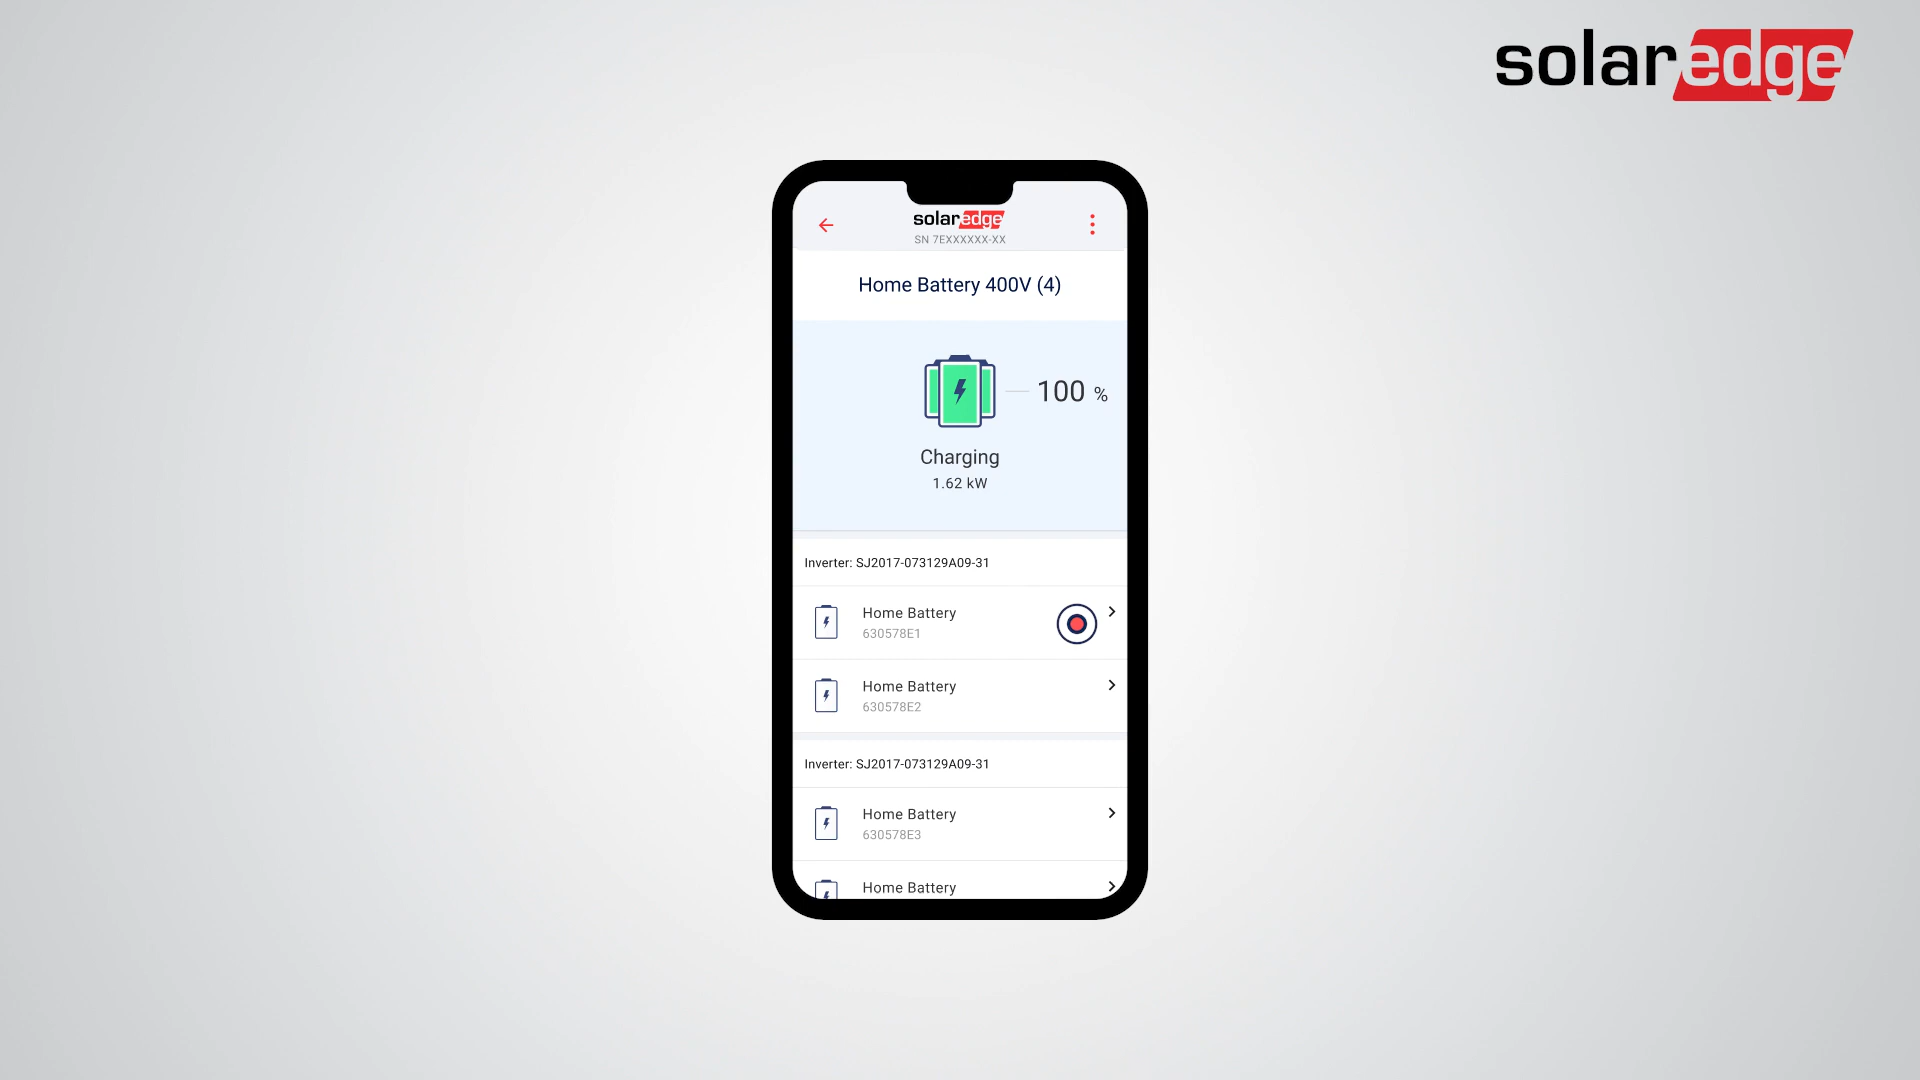 solaredge
solaredge
SN 7EXXXXXX-XX
Home Battery 400V (4)
100 %
Charging
1.62 kW
Inverter: SJ2017-073129A09-31
Home Battery
630578E1
Home Battery
630578E2
Inverter: SJ2017-073129A09-31
Home Battery
630578E3
Home Battery